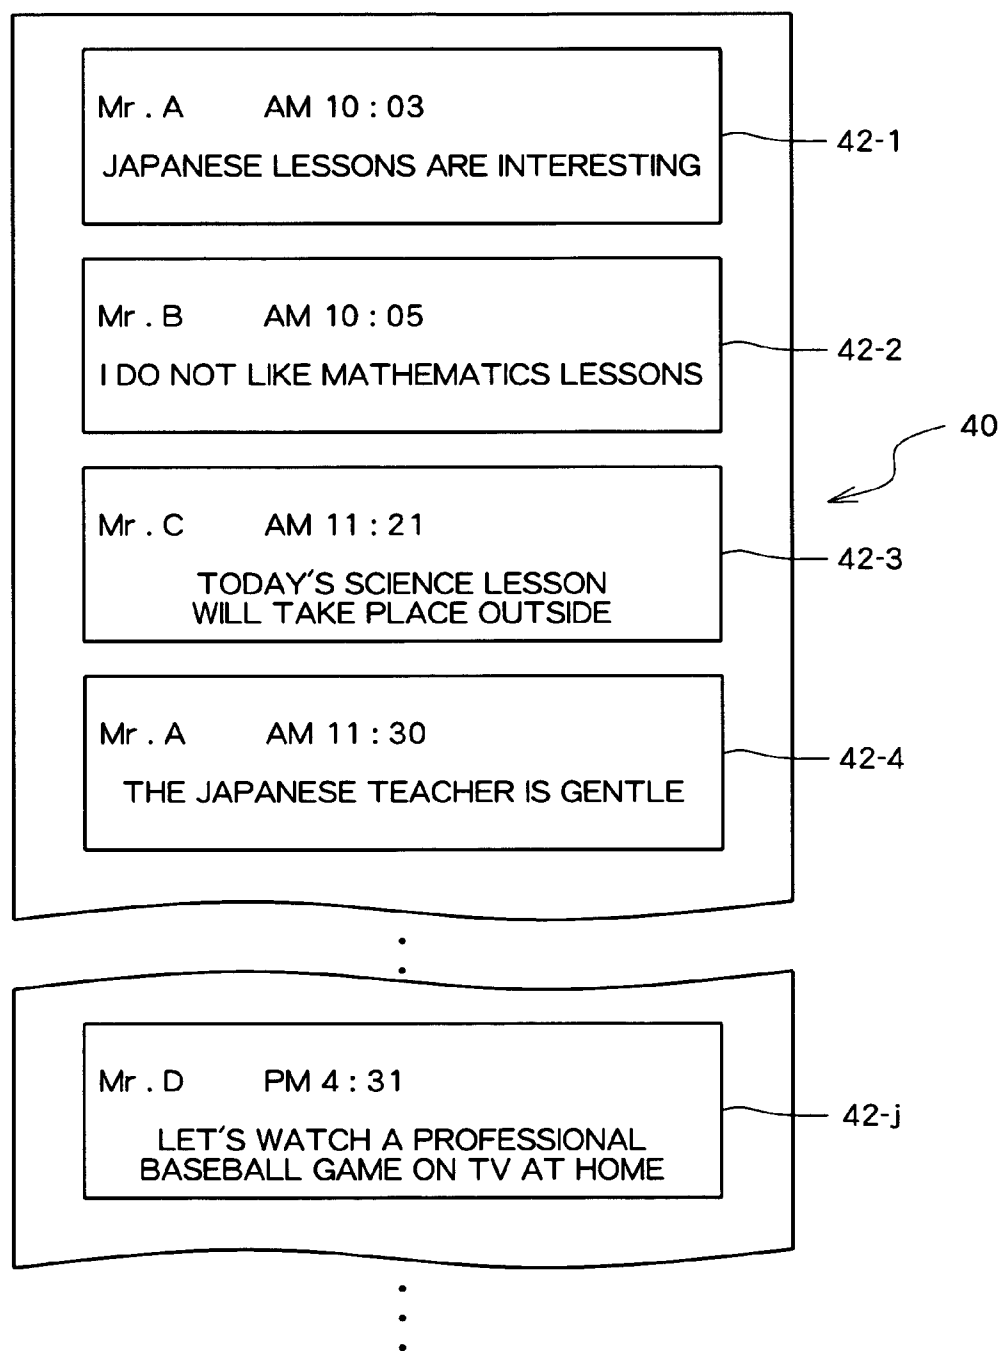 Mr . A AM 10 : 03
JAPANESE LESSONS ARE INTERESTING
42-1
Mr . B AM 10 : 05
I DO NOT LIKE MATHEMATICS LESSONS
42-2
40
Mr . C AM 11 : 21
TODAY'S SCIENCE LESSON
WILL TAKE PLACE OUTSIDE
42-3
Mr . A AM 11 : 30
THE JAPANESE TEACHER IS GENTLE
42-4
Mr . D PM 4 : 31
LET'S WATCH A PROFESSIONAL
BASEBALL GAME ON TV AT HOME
42-j